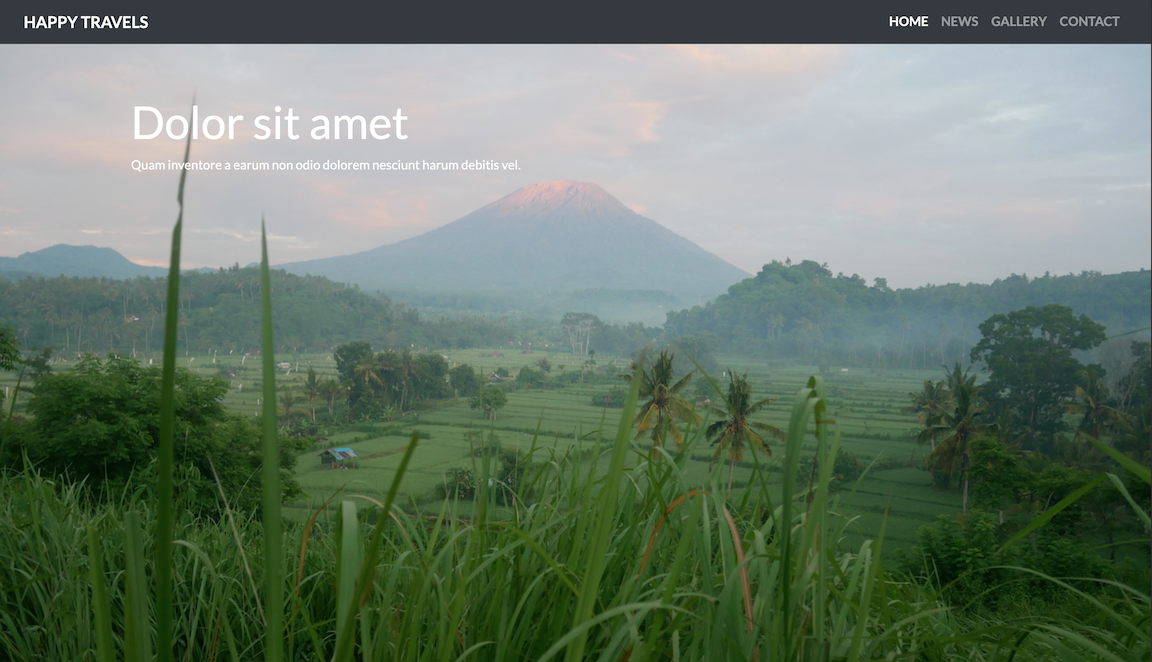 HAPPY TRAVELS
HOME NEWS GALLERY CONTACT
Dolor sit amet
Quam inventore a earum non odio dolorem nesciunt harum debitis vel.